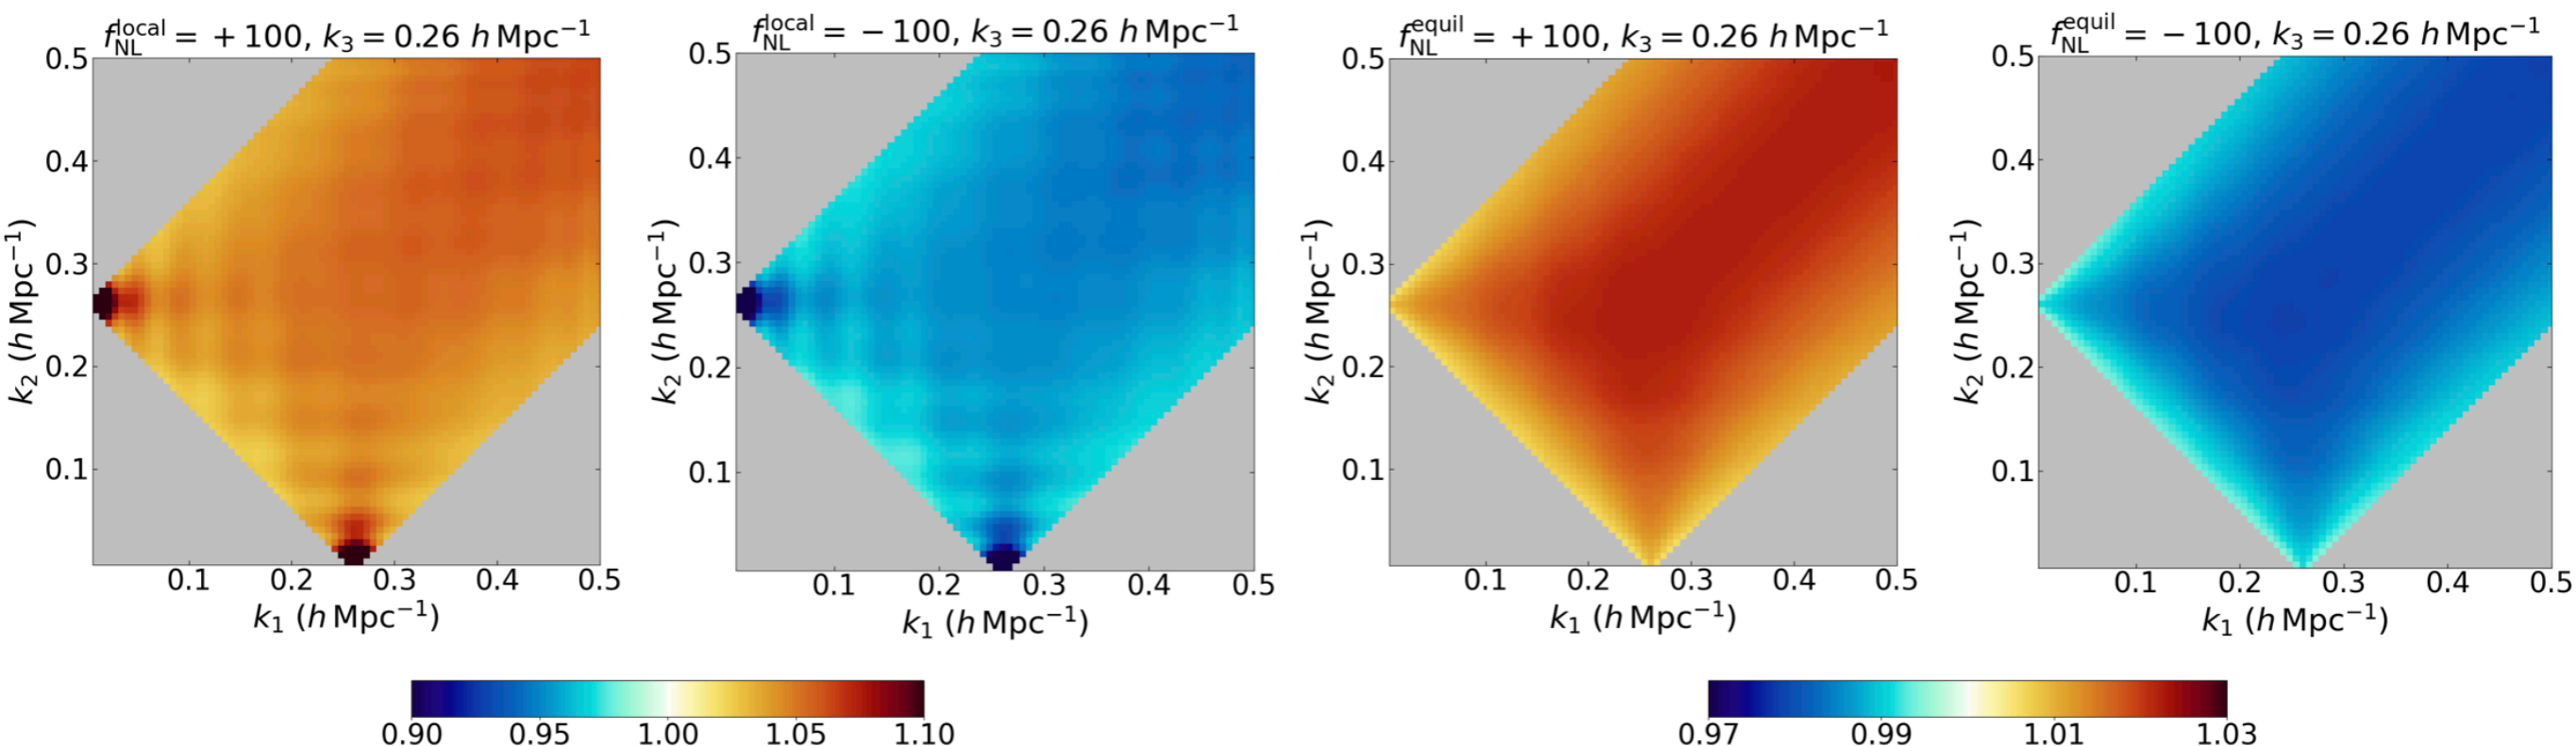 f_NL^local = +100, k_3 = 0.26 h Mpc^−1
0.5
0.4
0.3
0.2
0.1
k_2 (h Mpc^−1)
0.1 0.2 0.3 0.4 0.5
k_1 (h Mpc^−1)
f_NL^local = −100, k_3 = 0.26 h Mpc^−1
0.5
0.4
0.3
0.2
0.1
k_2 (h Mpc^−1)
0.1 0.2 0.3 0.4 0.5
k_1 (h Mpc^−1)
0.90 0.95 1.00 1.05 1.10
f_NL^equil = +100, k_3 = 0.26 h Mpc^−1
0.5
0.4
0.3
0.2
0.1
k_2 (h Mpc^−1)
0.1 0.2 0.3 0.4 0.5
k_1 (h Mpc^−1)
f_NL^equil = −100, k_3 = 0.26 h Mpc^−1
0.5
0.4
0.3
0.2
0.1
k_2 (h Mpc^−1)
0.1 0.2 0.3 0.4 0.5
k_1 (h Mpc^−1)
0.97 0.99 1.01 1.03